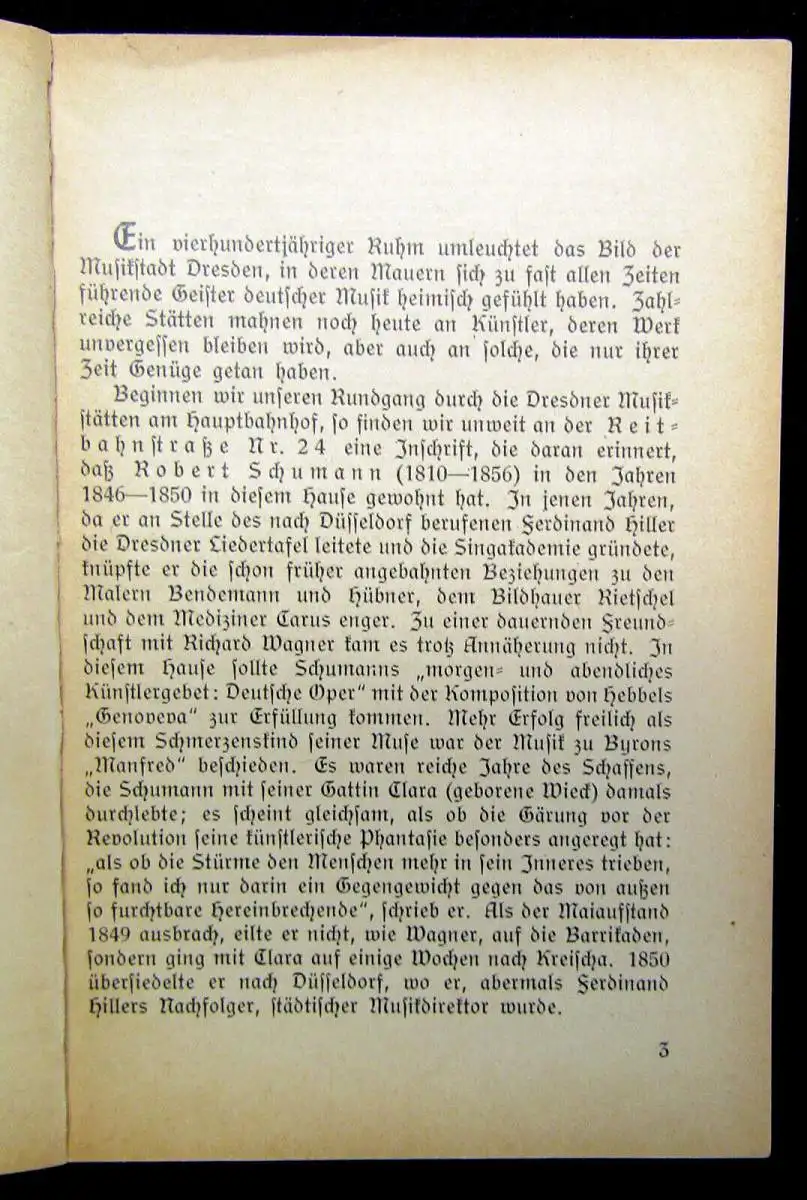 Ein vierhundertjähriger Ruhm umleuchtet das Bild der
Musikstadt Dresden, in deren Mauern sich zu fast allen Zeiten
führende Geister deutscher Musik heimisch gefühlt haben. Zahl-
reiche Stätten mahnen noch heute an Künstler, deren Werk
unvergessen bleiben wird, aber auch an solche, die nur ihrer
Zeit Genüge getan haben.
Beginnen wir unseren Rundgang durch die Dresdner Musik-
stätten am Hauptbahnhof, so finden wir unweit an der Reit-
bahnstraße Nr. 24 eine Inschrift, die daran erinnert,
daß Robert Schumann (1810—1856) in den Jahren
1846—1850 in diesem Hause gewohnt hat. In jenen Jahren,
da er an Stelle des nach Düsseldorf berufenen Ferdinand Hiller
die Dresdner Liedertafel leitete und die Singakademie gründete,
knüpfte er die schon früher angebahnten Beziehungen zu den
Malern Bendemann und Hübner, dem Bildhauer Rietschel
und dem Mediziner Carus enger. Zu einer dauernden Freund-
schaft mit Richard Wagner kam es trotz Annäherung nicht. In
diesem Hause sollte Schumanns „morgen- und abendliches
Künstlergebet: Deutsche Oper“ mit der Komposition von Hebbels
„Genoveva“ zur Erfüllung kommen. Mehr Erfolg freilich als
diesem Schmerzenskind seiner Muse war der Musik zu Byrons
„Manfred“ beschieden. Es waren reiche Jahre des Schaffens,
die Schumann mit seiner Gattin Clara (geborene Wieck) damals
durchlebte; es scheint gleichsam, als ob die Gärung vor der
Revolution seine künstlerische Phantasie besonders angeregt hat:
„als ob die Stürme den Menschen mehr in sein Inneres trieben,
so fand ich nur darin ein Gegengewicht gegen das von außen
so furchtbare Hereinbrechende“, schrieb er. Als der Maiaufstand
1849 ausbrach, eilte er nicht, wie Wagner, auf die Barrikaden,
sondern ging mit Clara auf einige Wochen nach Kreischa. 1850
übersiedelte er nach Düsseldorf, wo er, abermals Ferdinand
Hillers Nachfolger, städtischer Musikdirektor wurde.
3